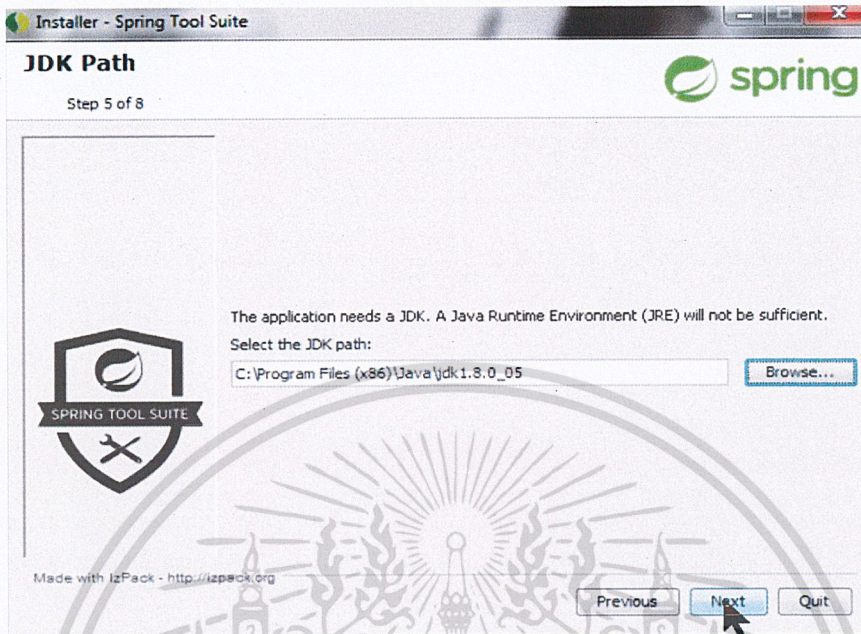 Installer - Spring Tool Suite
JDK Path
Step 5 of 8
spring
The application needs a JDK. A Java Runtime Environment (JRE) will not be sufficient.
Select the JDK path:
C:\Program Files (x86)\Java\jdk1.8.0_05
Browse...
SPRING TOOL SUITE
Made with IzPack - http://izpack.org
Previous
Next
Quit